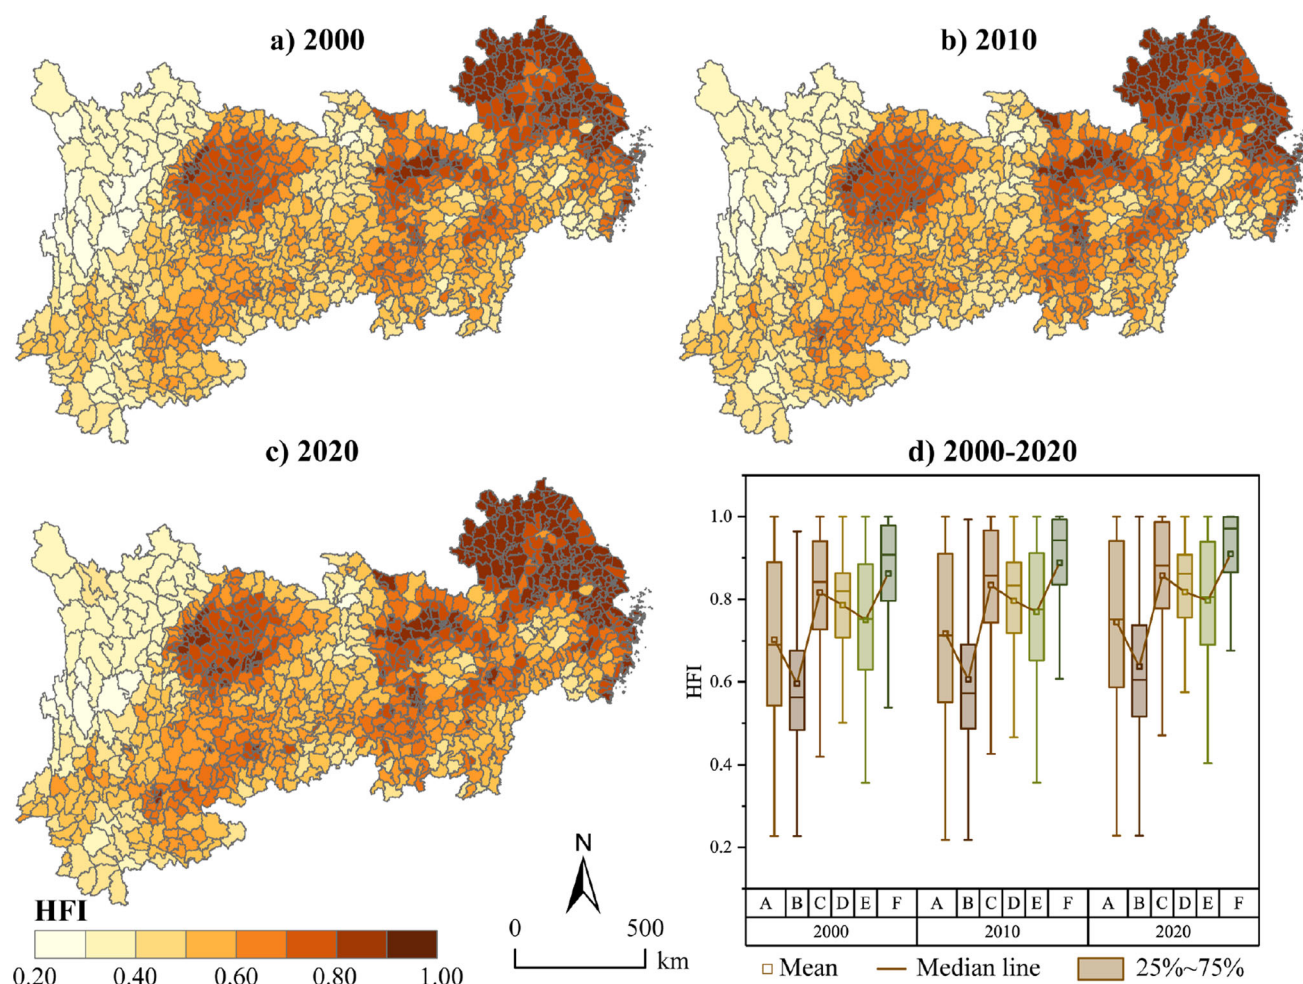 a) 2000
b) 2010
c) 2020
HFI
0.20 0.40 0.60 0.80 1.00
N
0 500
km
d) 2000-2020
HFI
1.0
0.8
0.6
0.4
0.2
A B C D E F A B C D E F A B C D E F
2000 2010 2020
Mean Median line 25%~75%